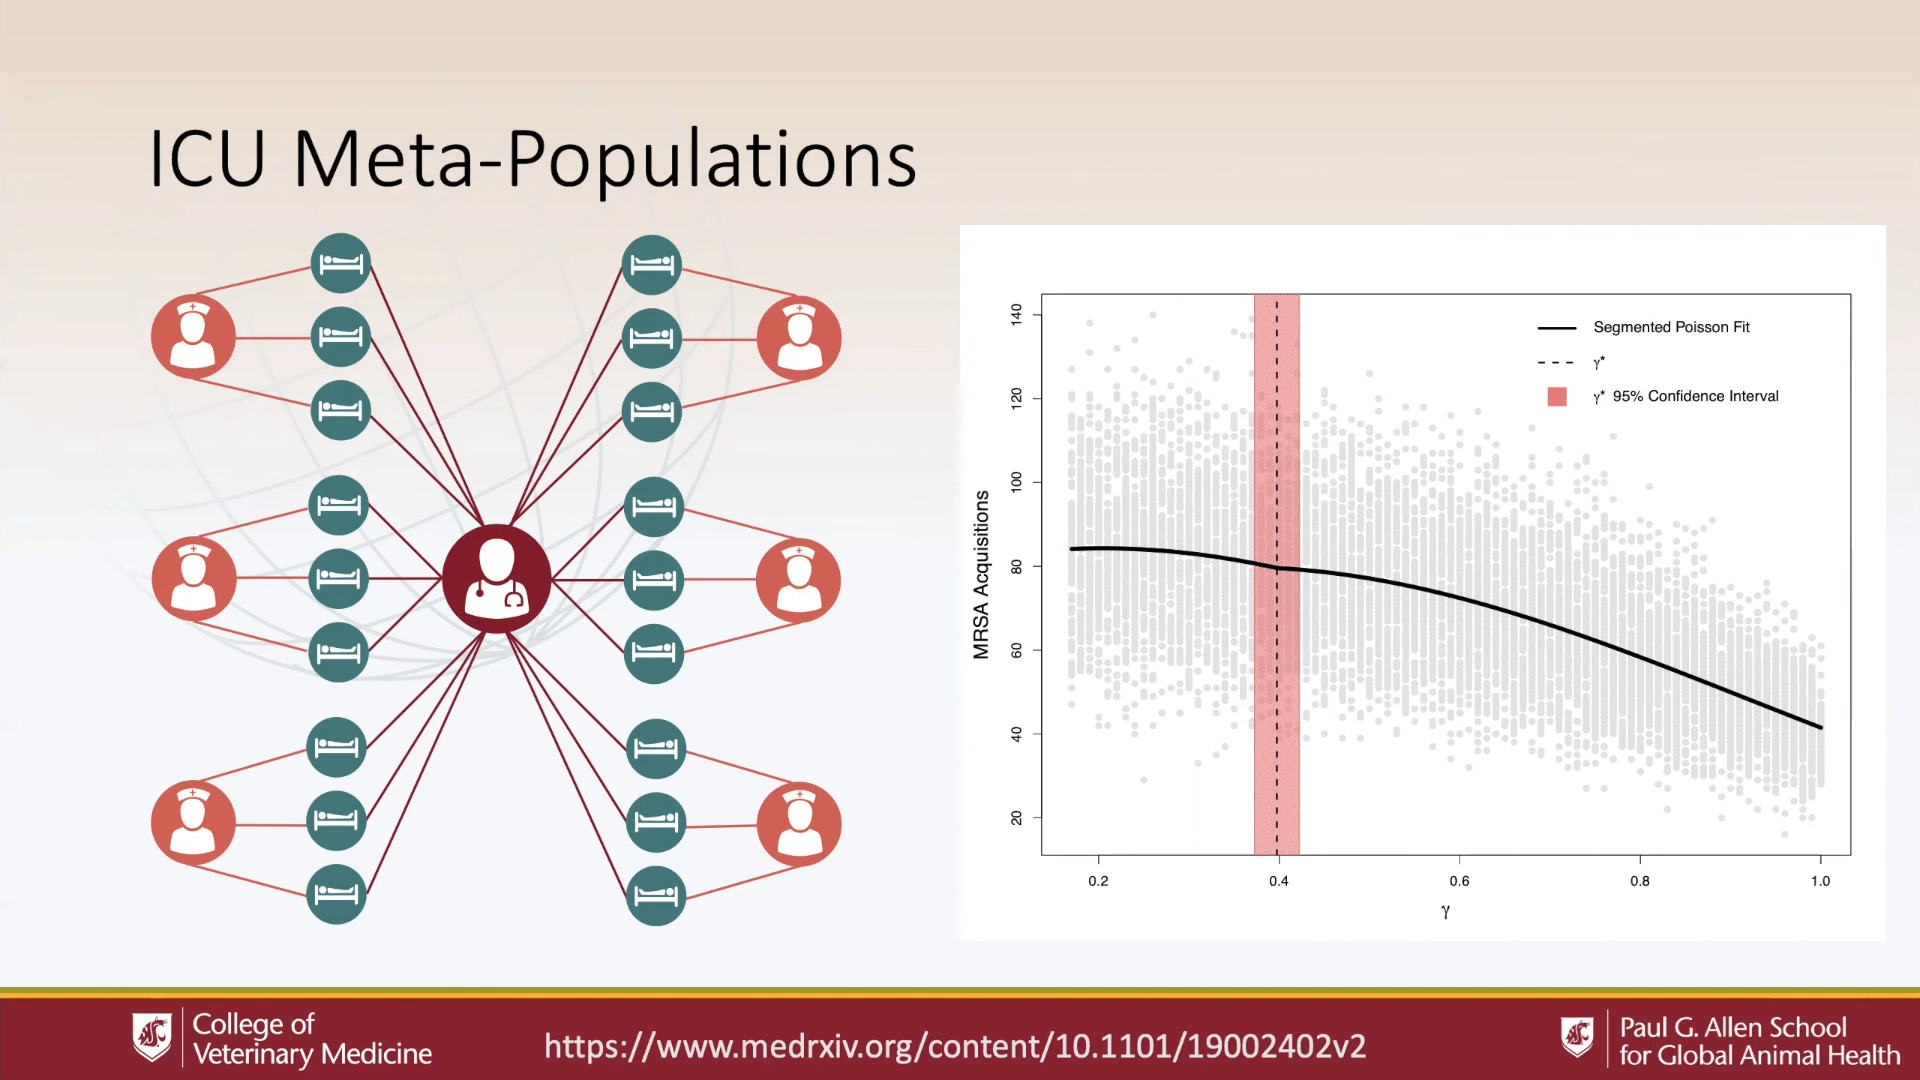 ICU Meta-Populations
140
120
100
80
60
40
20
MRSA Acquisitions
Segmented Poisson Fit
γ*
γ* 95% Confidence Interval
0.2 0.4 0.6 0.8 1.0
γ
College of
Veterinary Medicine
https://www.medrxiv.org/content/10.1101/19002402v2
Paul G. Allen School
for Global Animal Health